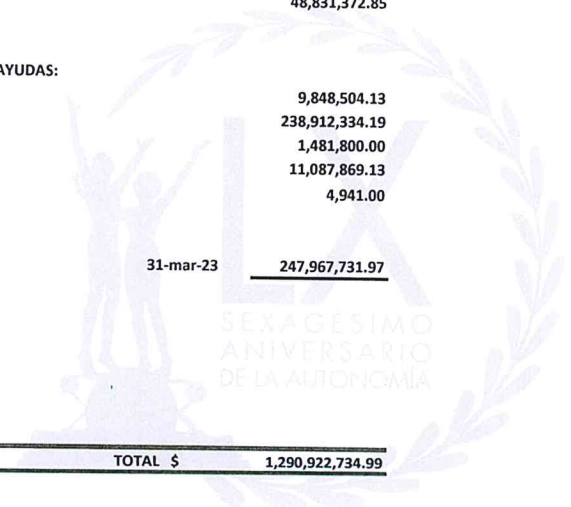 48,831,372.85
AYUDAS:
9,848,504.13
238,912,334.19
1,481,800.00
11,087,869.13
4,941.00
31-mar-23 247,967,731.97
LX
SEXAGÉSIMO
ANIVERSARIO
DE LA AUTONOMÍA
TOTAL $ 1,290,922,734.99